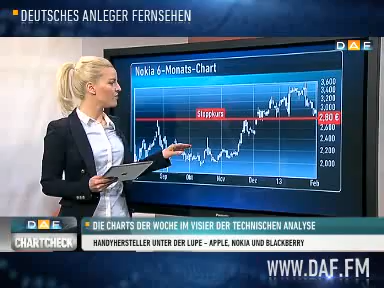 DEUTSCHES ANLEGER FERNSEHEN
DAF
Nokia 6-Monats-Chart
3,600
3,400
3,200
3,000
Stoppkurs
2,80 €
2,600
2,400
2,200
2,000
Sep Okt Nov Dez 13 Feb
DAF
CHARTCHECK
DIE CHARTS DER WOCHE IM VISIER DER TECHNISCHEN ANALYSE
HANDYHERSTELLER UNTER DER LUPE - APPLE, NOKIA UND BLACKBERRY
WWW.DAF.FM